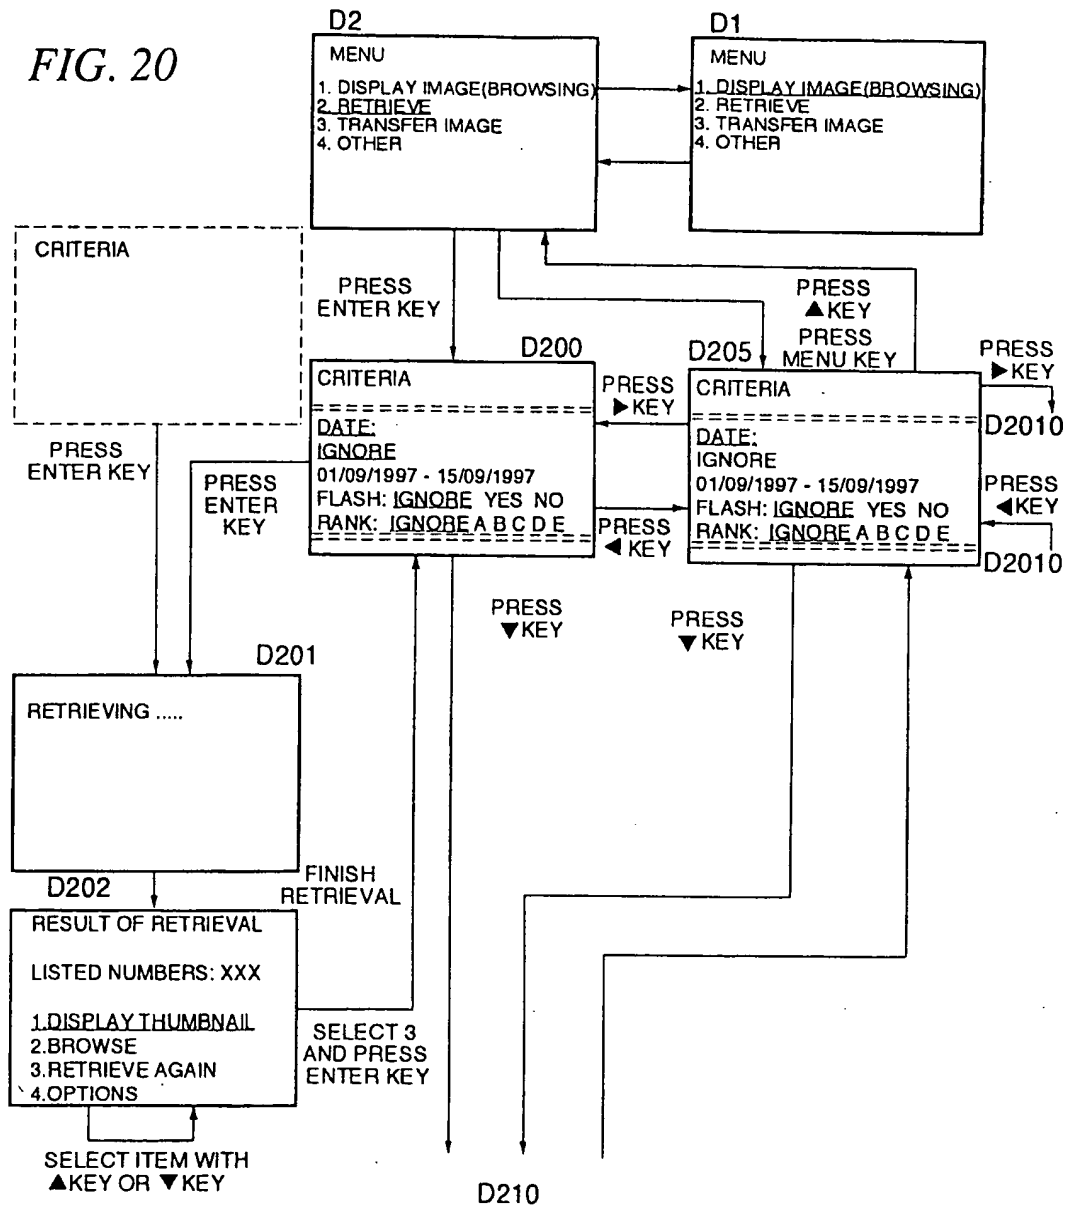 FIG. 20
D2
MENU
1. DISPLAY IMAGE(BROWSING)
2. RETRIEVE
3. TRANSFER IMAGE
4. OTHER
D1
MENU
1. DISPLAY IMAGE(BROWSING)
2. RETRIEVE
3. TRANSFER IMAGE
4. OTHER
CRITERIA
PRESS
ENTER KEY
PRESS
▲KEY
PRESS
MENU KEY
D200
CRITERIA
DATE:
IGNORE
01/09/1997 - 15/09/1997
FLASH: IGNORE YES NO
RANK: IGNORE A B C D E
PRESS
▶KEY
PRESS
◀KEY
D205
CRITERIA
DATE:
IGNORE
01/09/1997 - 15/09/1997
FLASH: IGNORE YES NO
RANK: IGNORE A B C D E
PRESS
▶KEY
D2010
PRESS
◀KEY
D2010
PRESS
ENTER KEY
PRESS
ENTER
KEY
PRESS
▼KEY
PRESS
▼KEY
D201
RETRIEVING .....
D202
FINISH
RETRIEVAL
RESULT OF RETRIEVAL
LISTED NUMBERS: XXX
1.DISPLAY THUMBNAIL
2.BROWSE
3.RETRIEVE AGAIN
4.OPTIONS
SELECT 3
AND PRESS
ENTER KEY
SELECT ITEM WITH
▲KEY OR ▼KEY
D210